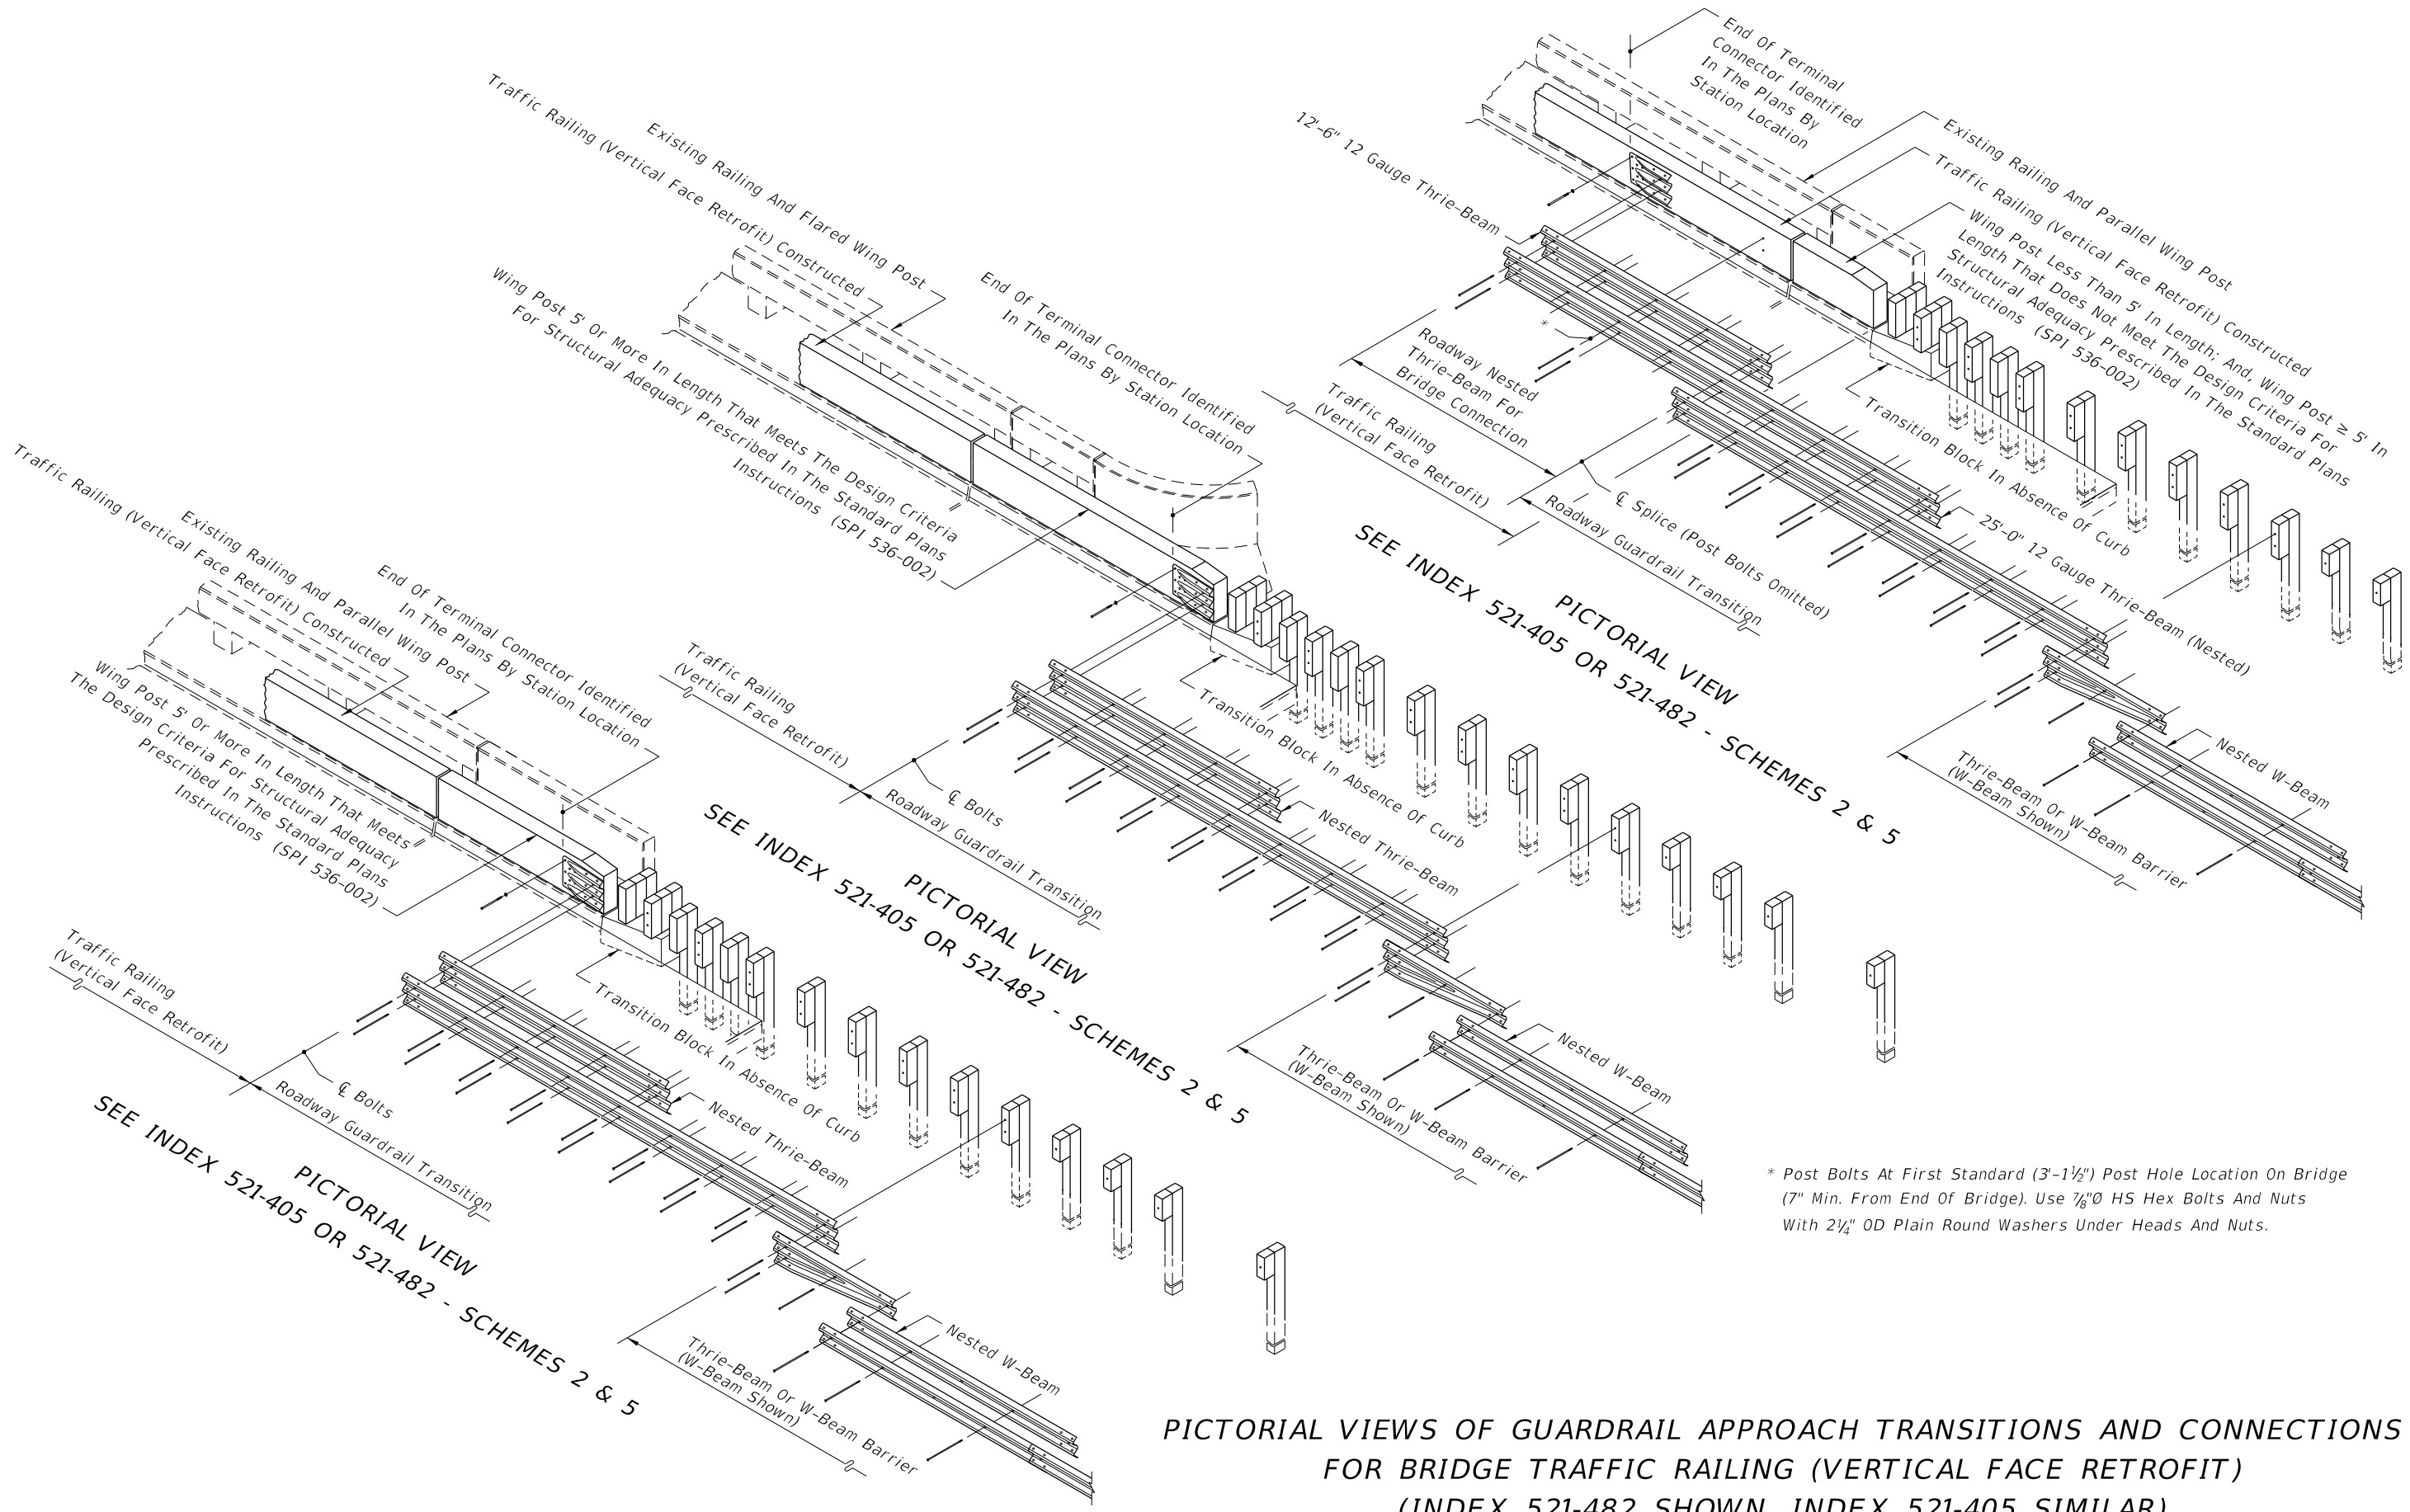 End Of Terminal
Connector Identified
In The Plans By
Station Location
Existing Railing And Parallel Wing Post
Traffic Railing (Vertical Face Retrofit) Constructed
Wing Post Less Than 5' In Length; And, Wing Post ≥ 5' In
Length That Does Not Meet The Design Criteria For
Structural Adequacy Prescribed In The Standard Plans
Instructions (SPI 536-002)
12'-6" 12 Gauge Thrie-Beam
*
Roadway Nested
Thrie-Beam For
Bridge Connection
Traffic Railing
(Vertical Face Retrofit)
Transition Block In Absence Of Curb
℄ Splice (Post Bolts Omitted)
Roadway Guardrail Transition
25'-0" 12 Gauge Thrie-Beam (Nested)
Nested W-Beam
Thrie-Beam Or W-Beam Barrier
(W-Beam Shown)
PICTORIAL VIEW
SEE INDEX 521-405 OR 521-482 - SCHEMES 2 & 5
Existing Railing And Flared Wing Post
Traffic Railing (Vertical Face Retrofit) Constructed
End Of Terminal Connector Identified
In The Plans By Station Location
Wing Post 5' Or More In Length That Meets The Design Criteria
For Structural Adequacy Prescribed In The Standard Plans
Instructions (SPI 536-002)
Traffic Railing
(Vertical Face Retrofit)
Transition Block In Absence Of Curb
℄ Bolts
Roadway Guardrail Transition
Nested Thrie-Beam
Nested W-Beam
Thrie-Beam Or W-Beam Barrier
(W-Beam Shown)
PICTORIAL VIEW
SEE INDEX 521-405 OR 521-482 - SCHEMES 2 & 5
Existing Railing And Parallel Wing Post
Traffic Railing (Vertical Face Retrofit) Constructed
End Of Terminal Connector Identified
In The Plans By Station Location
Wing Post 5' Or More In Length That Meets
The Design Criteria For Structural Adequacy
Prescribed In The Standard Plans
Instructions (SPI 536-002)
Traffic Railing
(Vertical Face Retrofit)
Transition Block In Absence Of Curb
℄ Bolts
Roadway Guardrail Transition
Nested Thrie-Beam
Nested W-Beam
Thrie-Beam Or W-Beam Barrier
(W-Beam Shown)
PICTORIAL VIEW
SEE INDEX 521-405 OR 521-482 - SCHEMES 2 & 5
* Post Bolts At First Standard (3'-1½") Post Hole Location On Bridge
(7" Min. From End Of Bridge). Use ⅞"Ø HS Hex Bolts And Nuts
With 2¼" OD Plain Round Washers Under Heads And Nuts.
PICTORIAL VIEWS OF GUARDRAIL APPROACH TRANSITIONS AND CONNECTIONS
FOR BRIDGE TRAFFIC RAILING (VERTICAL FACE RETROFIT)
(INDEX 521-482 SHOWN, INDEX 521-405 SIMILAR)